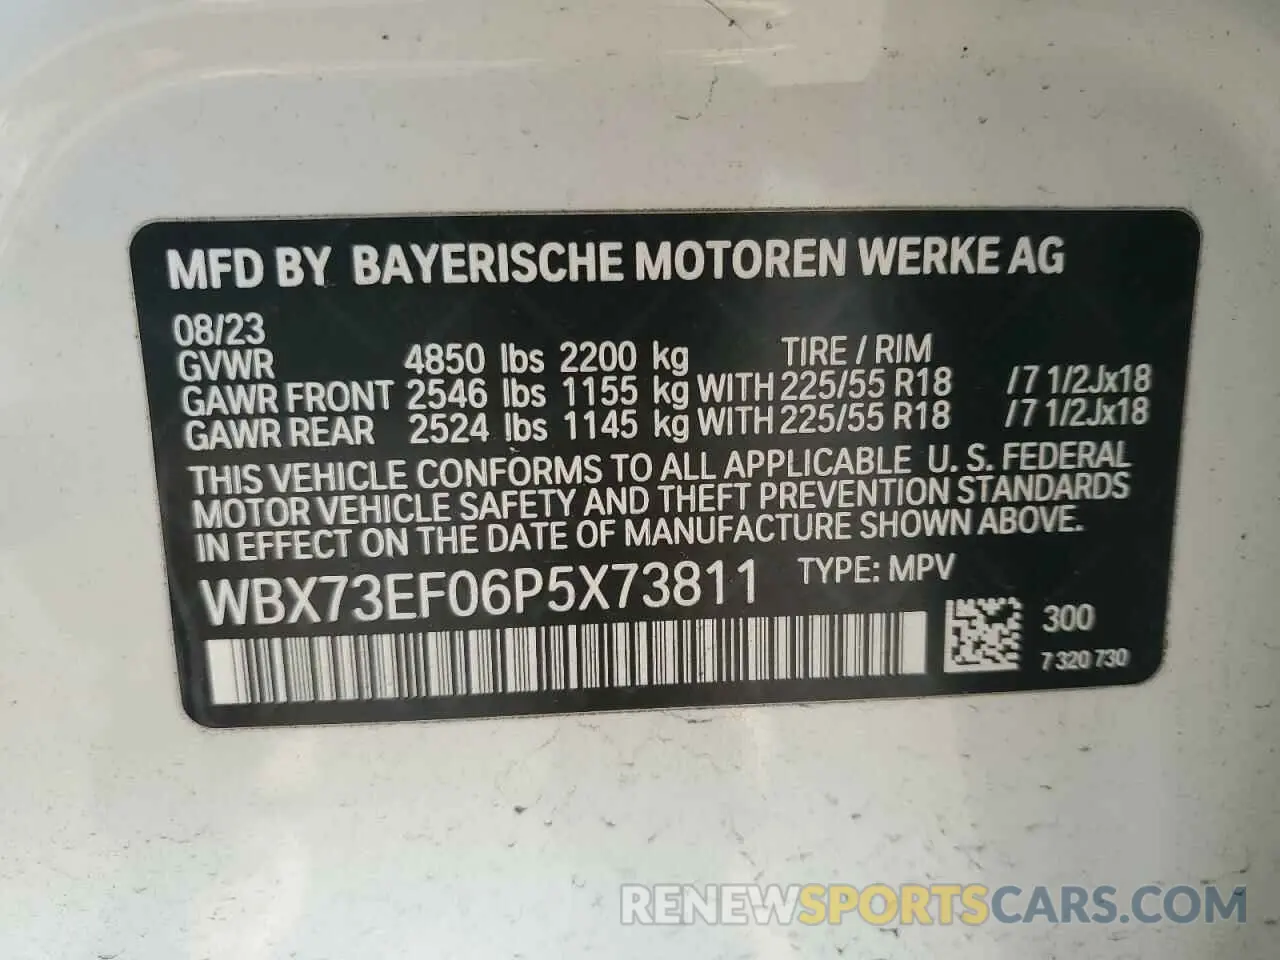 MFD BY BAYERISCHE MOTOREN WERKE AG
08/23
GVWR 4850 lbs 2200 kg TIRE / RIM
GAWR FRONT 2546 lbs 1155 kg WITH 225/55 R18 /7 1/2Jx18
GAWR REAR 2524 lbs 1145 kg WITH 225/55 R18 /7 1/2Jx18
THIS VEHICLE CONFORMS TO ALL APPLICABLE U. S. FEDERAL
MOTOR VEHICLE SAFETY AND THEFT PREVENTION STANDARDS
IN EFFECT ON THE DATE OF MANUFACTURE SHOWN ABOVE.
WBX73EF06P5X73811 TYPE: MPV
300
7 320 730
RENEWSPORTSCARS.COM